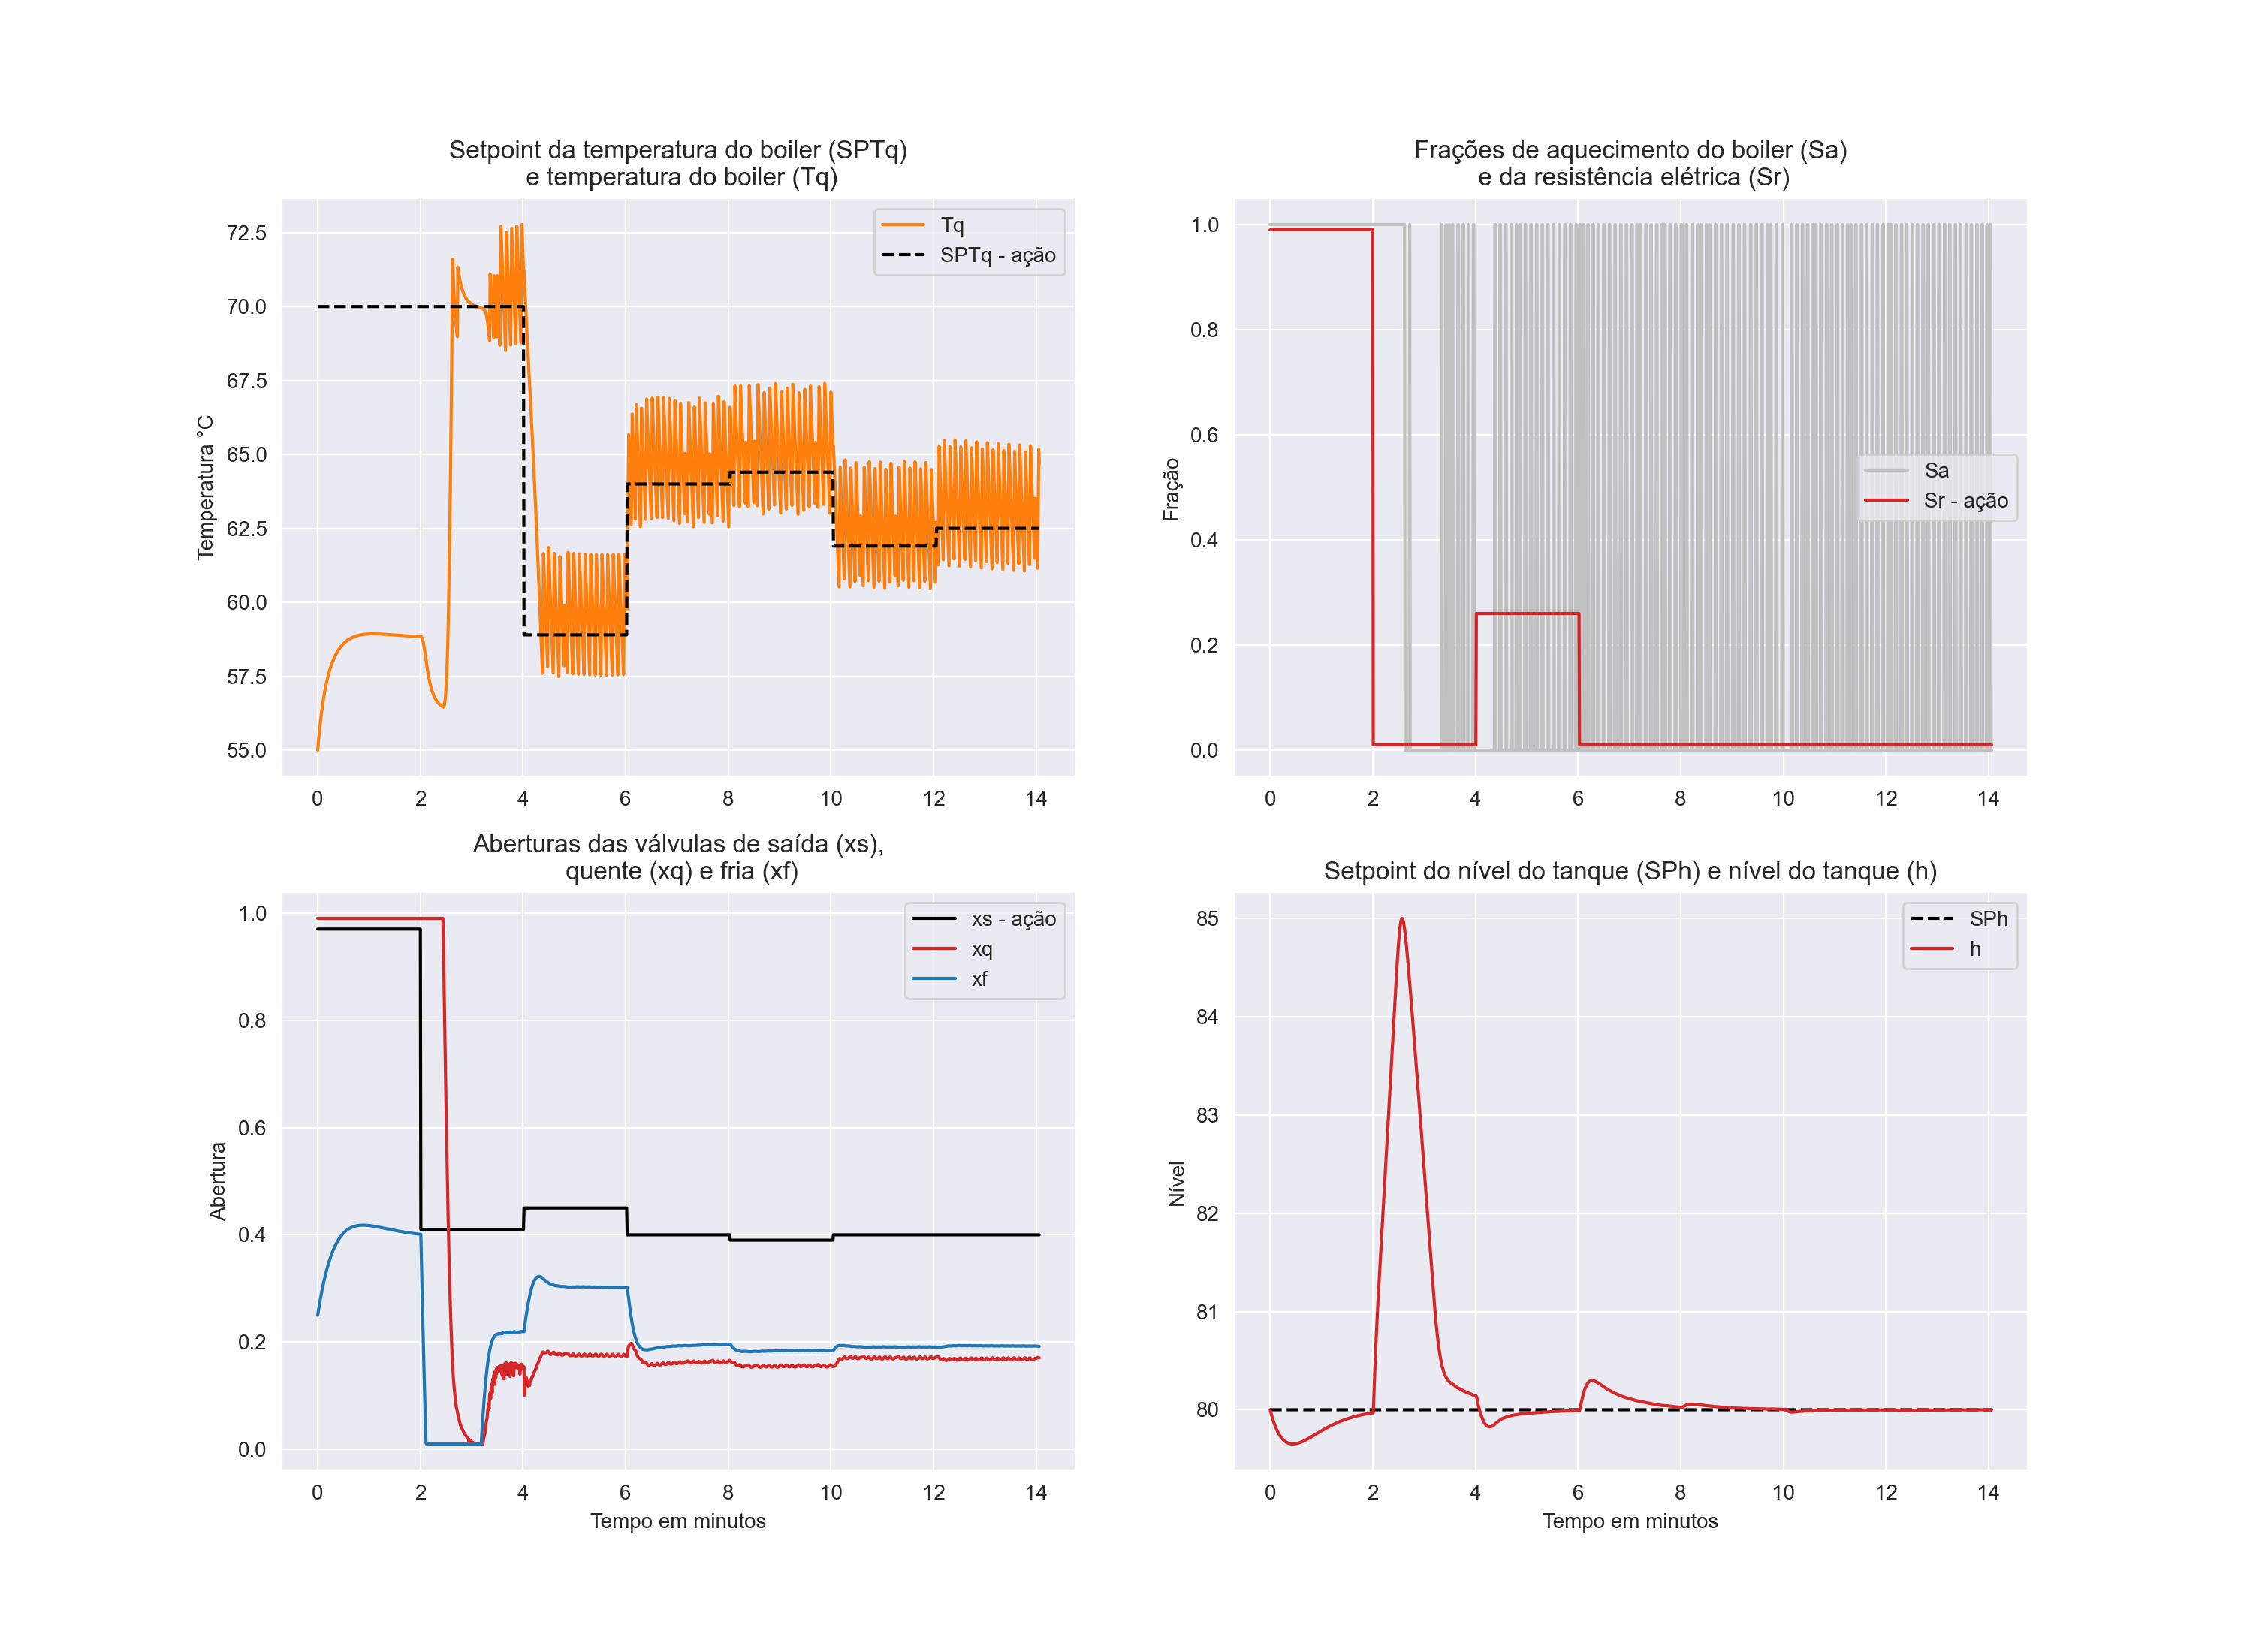 Setpoint da temperatura do boiler (SPTq)
e temperatura do boiler (Tq)
Temperatura °C
72.5
70.0
67.5
65.0
62.5
60.0
57.5
55.0
Tq
SPTq - ação
0 2 4 6 8 10 12 14
Frações de aquecimento do boiler (Sa)
e da resistência elétrica (Sr)
Fração
1.0
0.8
0.6
0.4
0.2
0.0
Sa
Sr - ação
0 2 4 6 8 10 12 14
Aberturas das válvulas de saída (xs),
quente (xq) e fria (xf)
Abertura
1.0
0.8
0.6
0.4
0.2
0.0
xs - ação
xq
xf
0 2 4 6 8 10 12 14
Tempo em minutos
Setpoint do nível do tanque (SPh) e nível do tanque (h)
Nível
85
84
83
82
81
80
SPh
h
0 2 4 6 8 10 12 14
Tempo em minutos